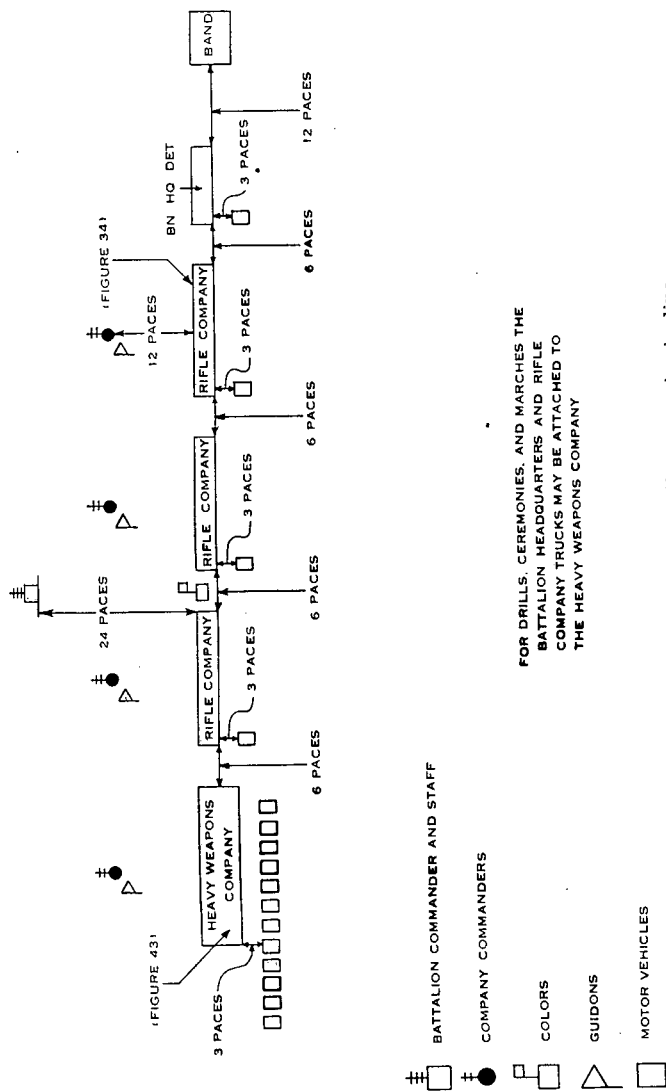 BAND
12 PACES
BN HQ DET
3 PACES
6 PACES
(FIGURE 34)
RIFLE COMPANY
12 PACES
3 PACES
6 PACES
RIFLE COMPANY
3 PACES
6 PACES
24 PACES
RIFLE COMPANY
3 PACES
6 PACES
HEAVY WEAPONS
COMPANY
(FIGURE 43)
3 PACES
FOR DRILLS, CEREMONIES, AND MARCHES THE
BATTALION HEADQUARTERS AND RIFLE
COMPANY TRUCKS MAY BE ATTACHED TO
THE HEAVY WEAPONS COMPANY
BATTALION COMMANDER AND STAFF
COMPANY COMMANDERS
COLORS
GUIDONS
MOTOR VEHICLES